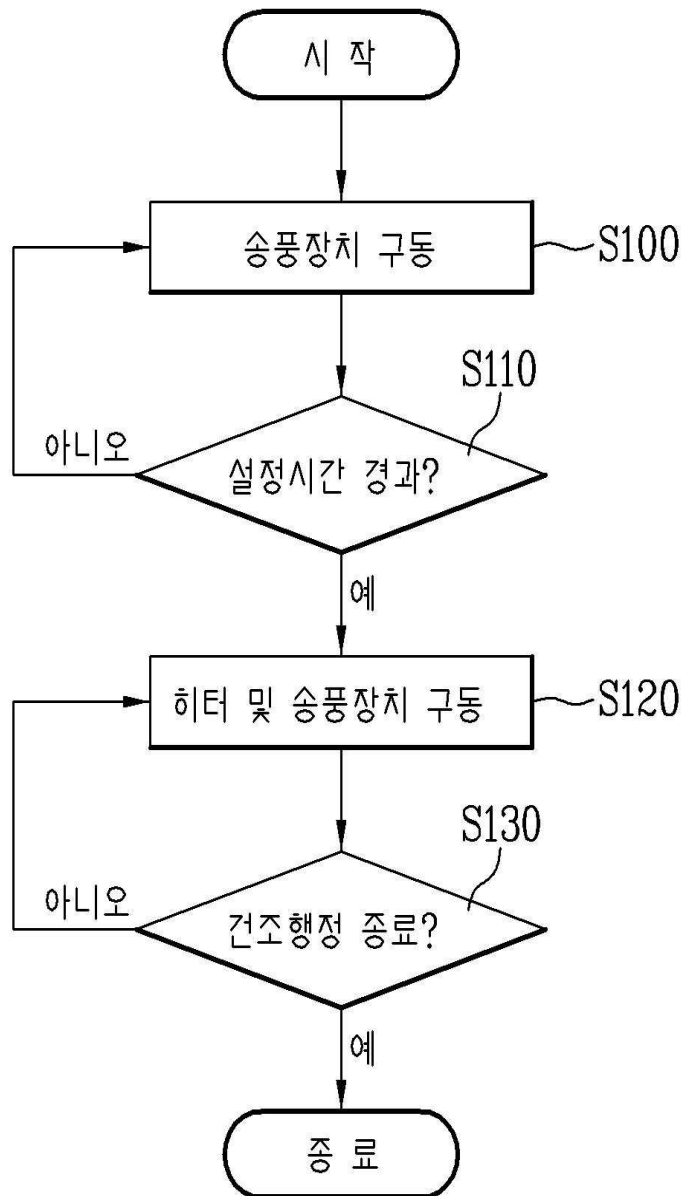 시 작
송풍장치 구동
S100
S110
설정시간 경과?
아니오
예
히터 및 송풍장치 구동
S120
S130
건조행정 종료?
아니오
예
종 료